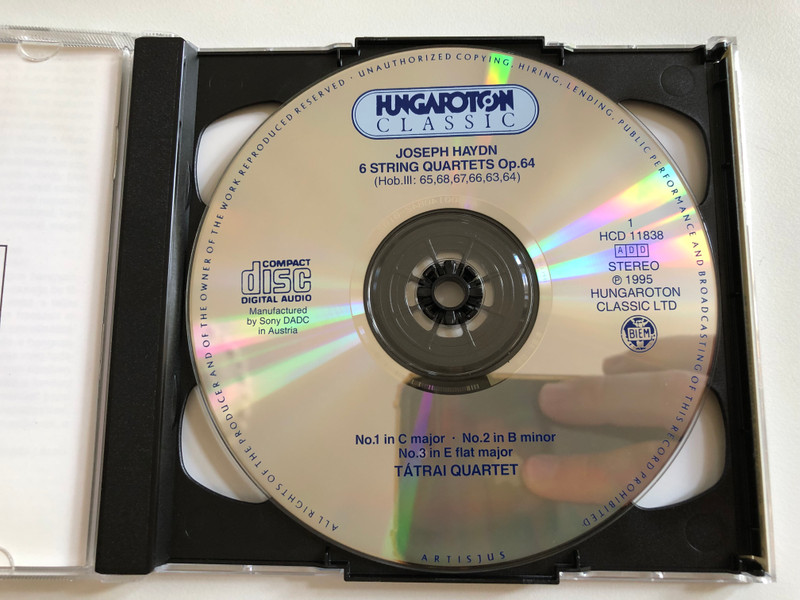 UNAUTHORIZED COPYING, HIRING, LENDING, PUBLIC PERFORMANCE AND BROADCASTING OF THIS RECORD PROHIBITED
ALL RIGHTS OF THE PRODUCER AND OF THE OWNER OF THE WORK REPRODUCED RESERVED ·
HUNGAROTON
CLASSIC
JOSEPH HAYDN
6 STRING QUARTETS Op.64
(Hob.III: 65,68,67,66,63,64)
1
HCD 11838
ADD
STEREO
℗ 1995
HUNGAROTON
CLASSIC LTD
BIEM
COMPACT
disc
DIGITAL AUDIO
Manufactured
by Sony DADC
in Austria
No.1 in C major · No.2 in B minor
No.3 in E flat major
TÁTRAI QUARTET
ARTISJUS